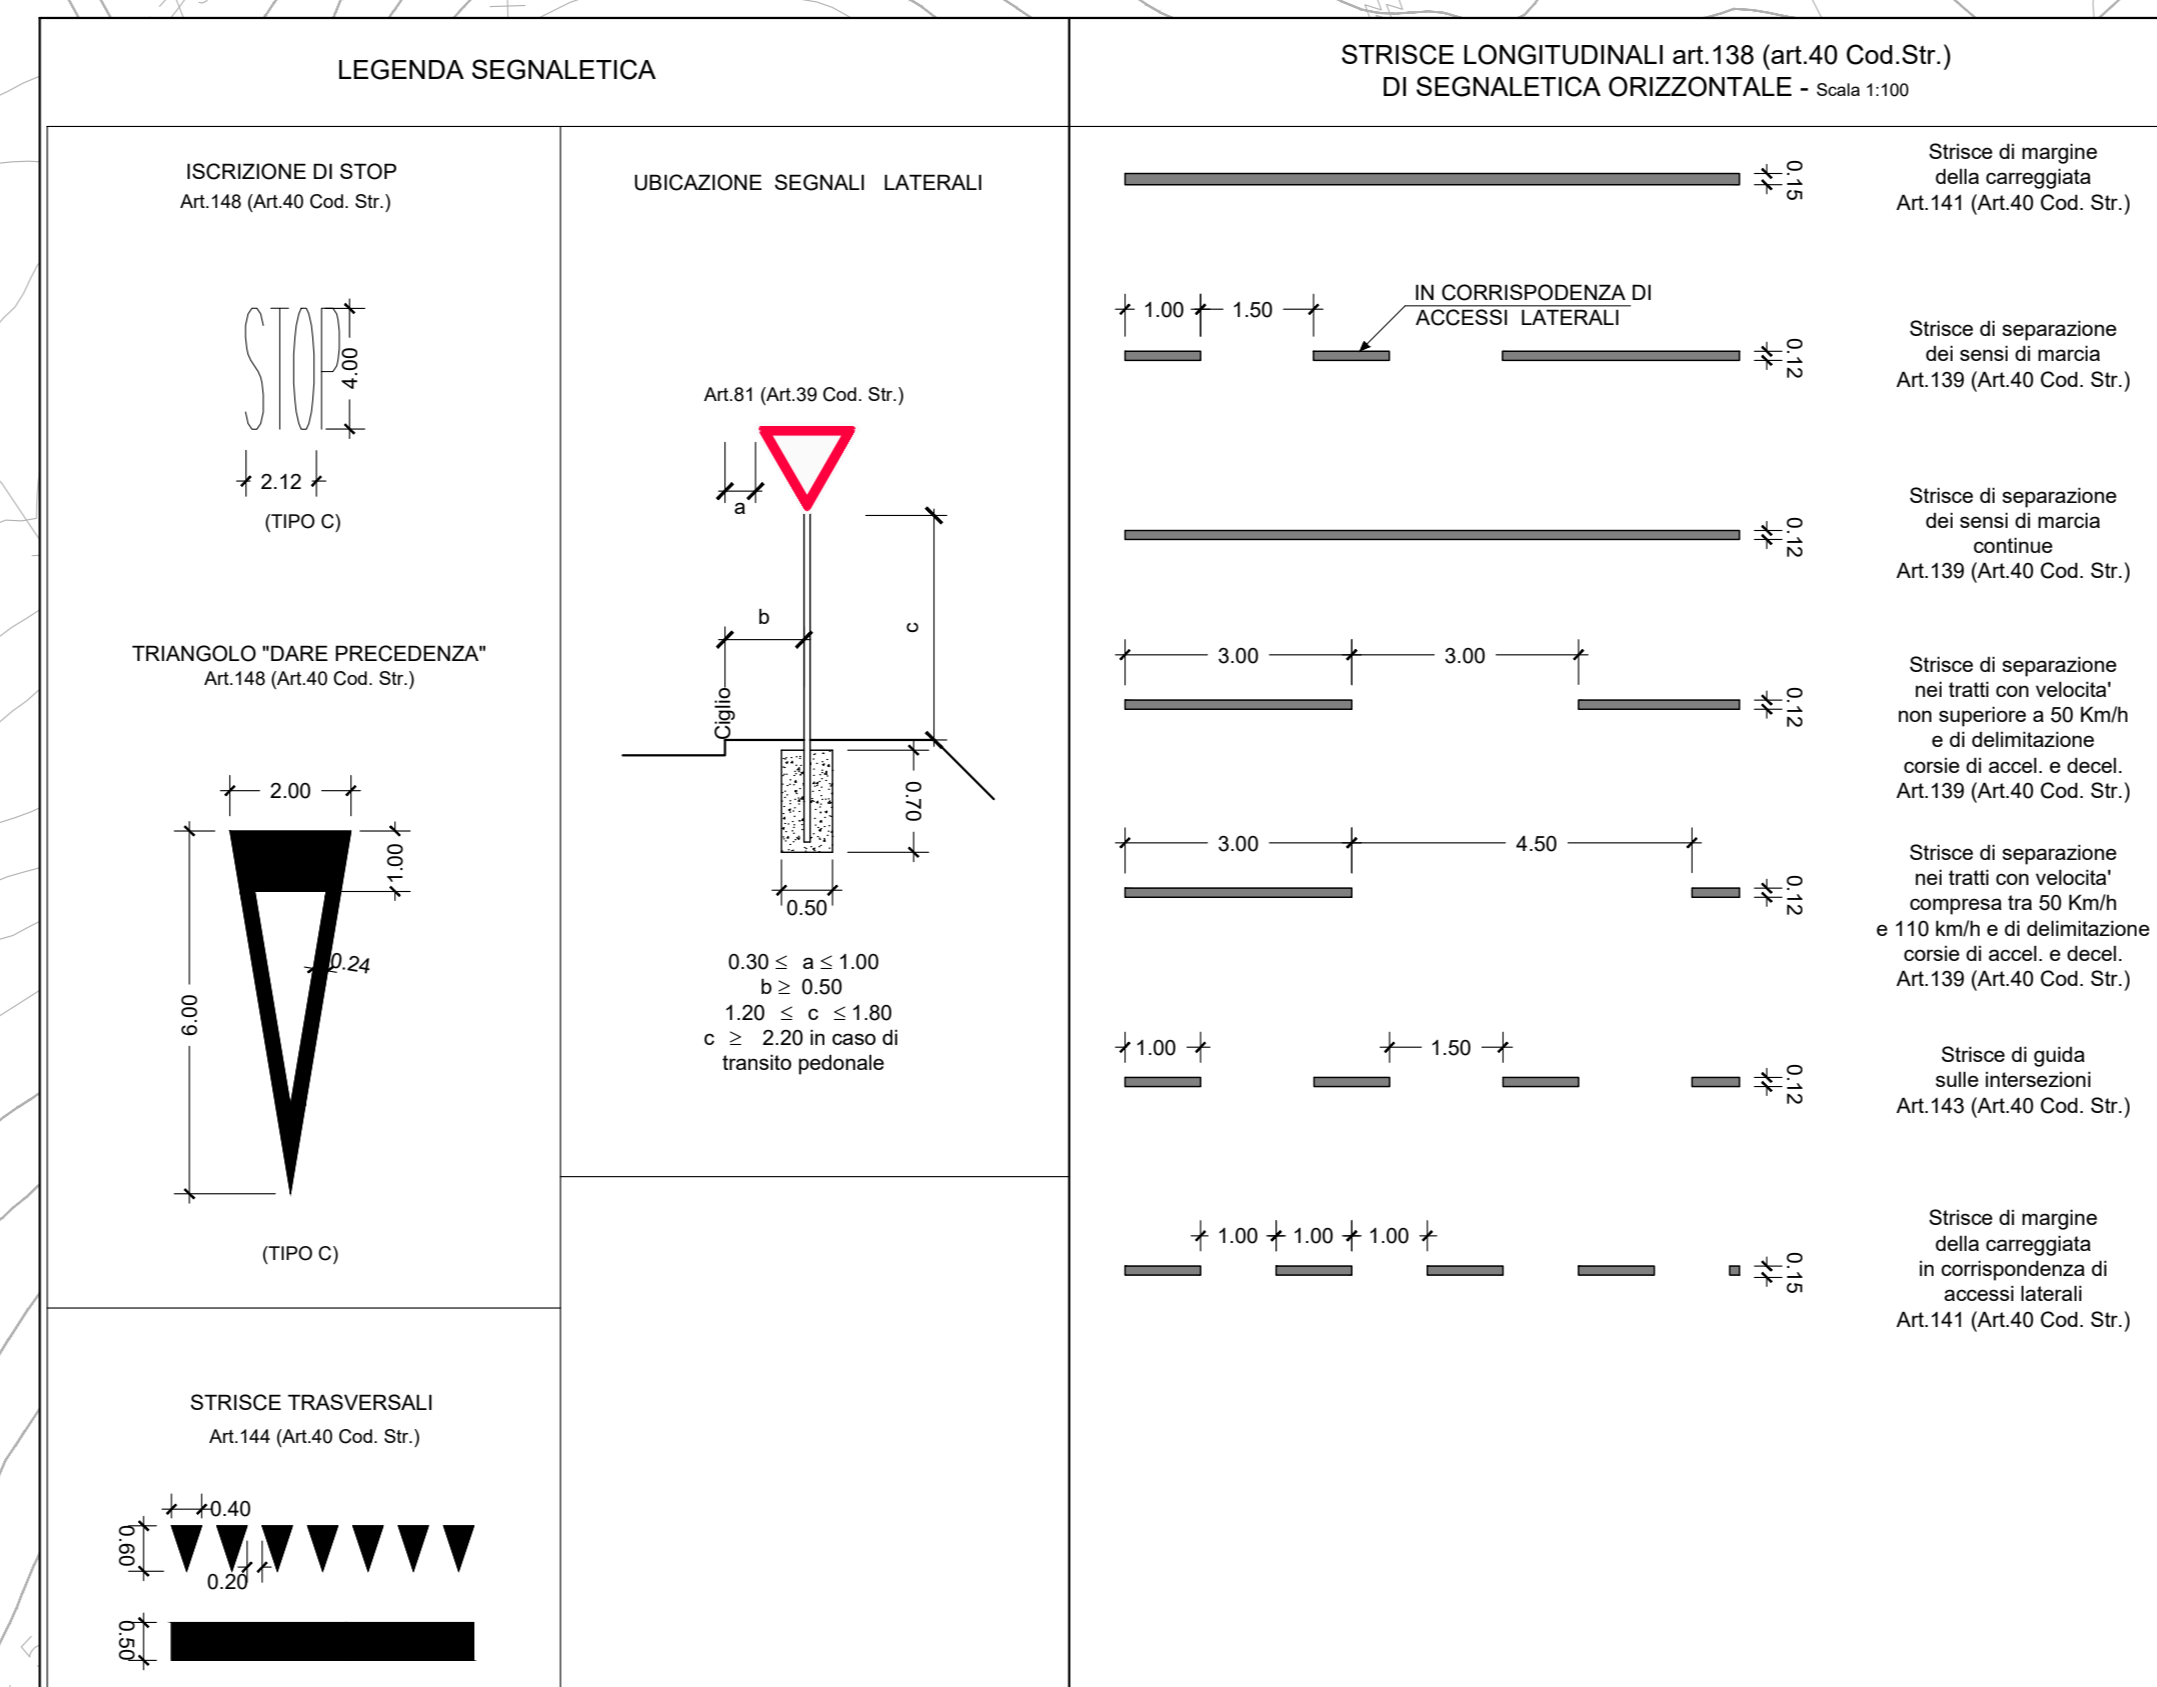 LEGENDA SEGNALETICA
ISCRIZIONE DI STOP
Art.148 (Art.40 Cod. Str.)
STOP
4.00
2.12
(TIPO C)
TRIANGOLO "DARE PRECEDENZA"
Art.148 (Art.40 Cod. Str.)
2.00
1.00
0.24
6.00
(TIPO C)
STRISCE TRASVERSALI
Art.144 (Art.40 Cod. Str.)
0.40
0.60
0.20
0.50
UBICAZIONE SEGNALI LATERALI
Art.81 (Art.39 Cod. Str.)
a
b
c
Ciglio
0.70
0.50
0.30 ≤ a ≤ 1.00
b ≥ 0.50
1.20 ≤ c ≤ 1.80
c ≥ 2.20 in caso di
transito pedonale
STRISCE LONGITUDINALI art.138 (art.40 Cod.Str.)
DI SEGNALETICA ORIZZONTALE - Scala 1:100
0.15
Strisce di margine
della carreggiata
Art.141 (Art.40 Cod. Str.)
1.00 1.50
IN CORRISPODENZA DI
ACCESSI LATERALI
0.12
Strisce di separazione
dei sensi di marcia
Art.139 (Art.40 Cod. Str.)
0.12
Strisce di separazione
dei sensi di marcia
continue
Art.139 (Art.40 Cod. Str.)
3.00 3.00
0.12
Strisce di separazione
nei tratti con velocita'
non superiore a 50 Km/h
e di delimitazione
corsie di accel. e decel.
Art.139 (Art.40 Cod. Str.)
3.00 4.50
0.12
Strisce di separazione
nei tratti con velocita'
compresa tra 50 Km/h
e 110 km/h e di delimitazione
corsie di accel. e decel.
Art.139 (Art.40 Cod. Str.)
1.00 1.50
0.12
Strisce di guida
sulle intersezioni
Art.143 (Art.40 Cod. Str.)
1.00 1.00 1.00
0.15
Strisce di margine
della carreggiata
in corrispondenza di
accessi laterali
Art.141 (Art.40 Cod. Str.)